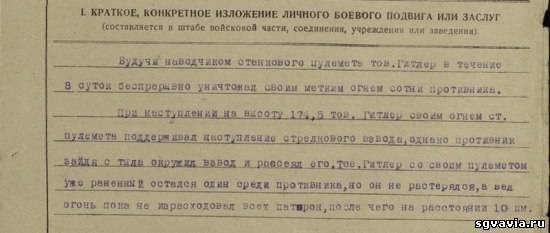 I. КРАТКОЕ, КОНКРЕТНОЕ ИЗЛОЖЕНИЕ ЛИЧНОГО БОЕВОГО ПОДВИГА ИЛИ ЗАСЛУГ
(составляется в штабе войсковой части, соединения, учреждения или заведения).
Будучи наводчиком станкового пулемета тов.Гитлер в течение
8 суток беспрерывно уничтожал своим метким огнем сотни противника.
При наступлении на высоту 174,5 тов. Гитлер своим огнем ст.
пулемета поддерживал наступление стрелкового взвода,однако противник
зайдя с тыла окружил взвод и рассеял его.Тов.Гитлер со своим пулеметом
уже раненный остался один среди противника,но он не растерялся,а вел
огонь пока не израсходовал всех патрон,после чего на расстоянии 10 км.
sgvavia.ru